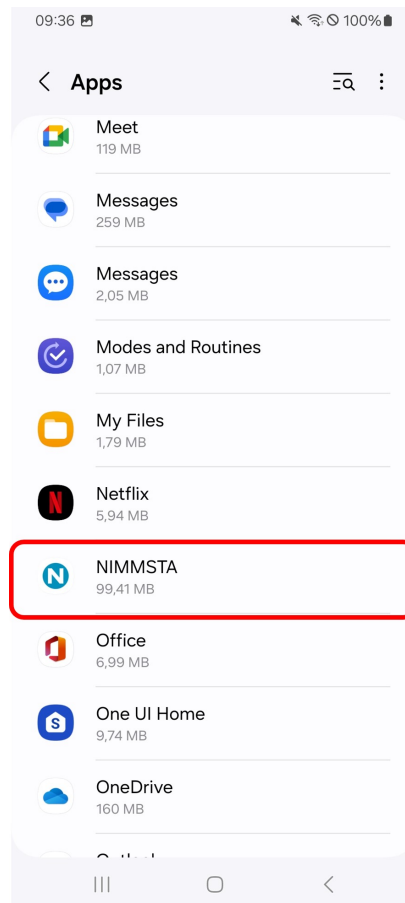 09:36 100%
Apps
Meet
119 MB
Messages
259 MB
Messages
2,05 MB
Modes and Routines
1,07 MB
My Files
1,79 MB
N
Netflix
5,94 MB
N
NIMMSTA
99,41 MB
Office
6,99 MB
S
One UI Home
9,74 MB
OneDrive
160 MB